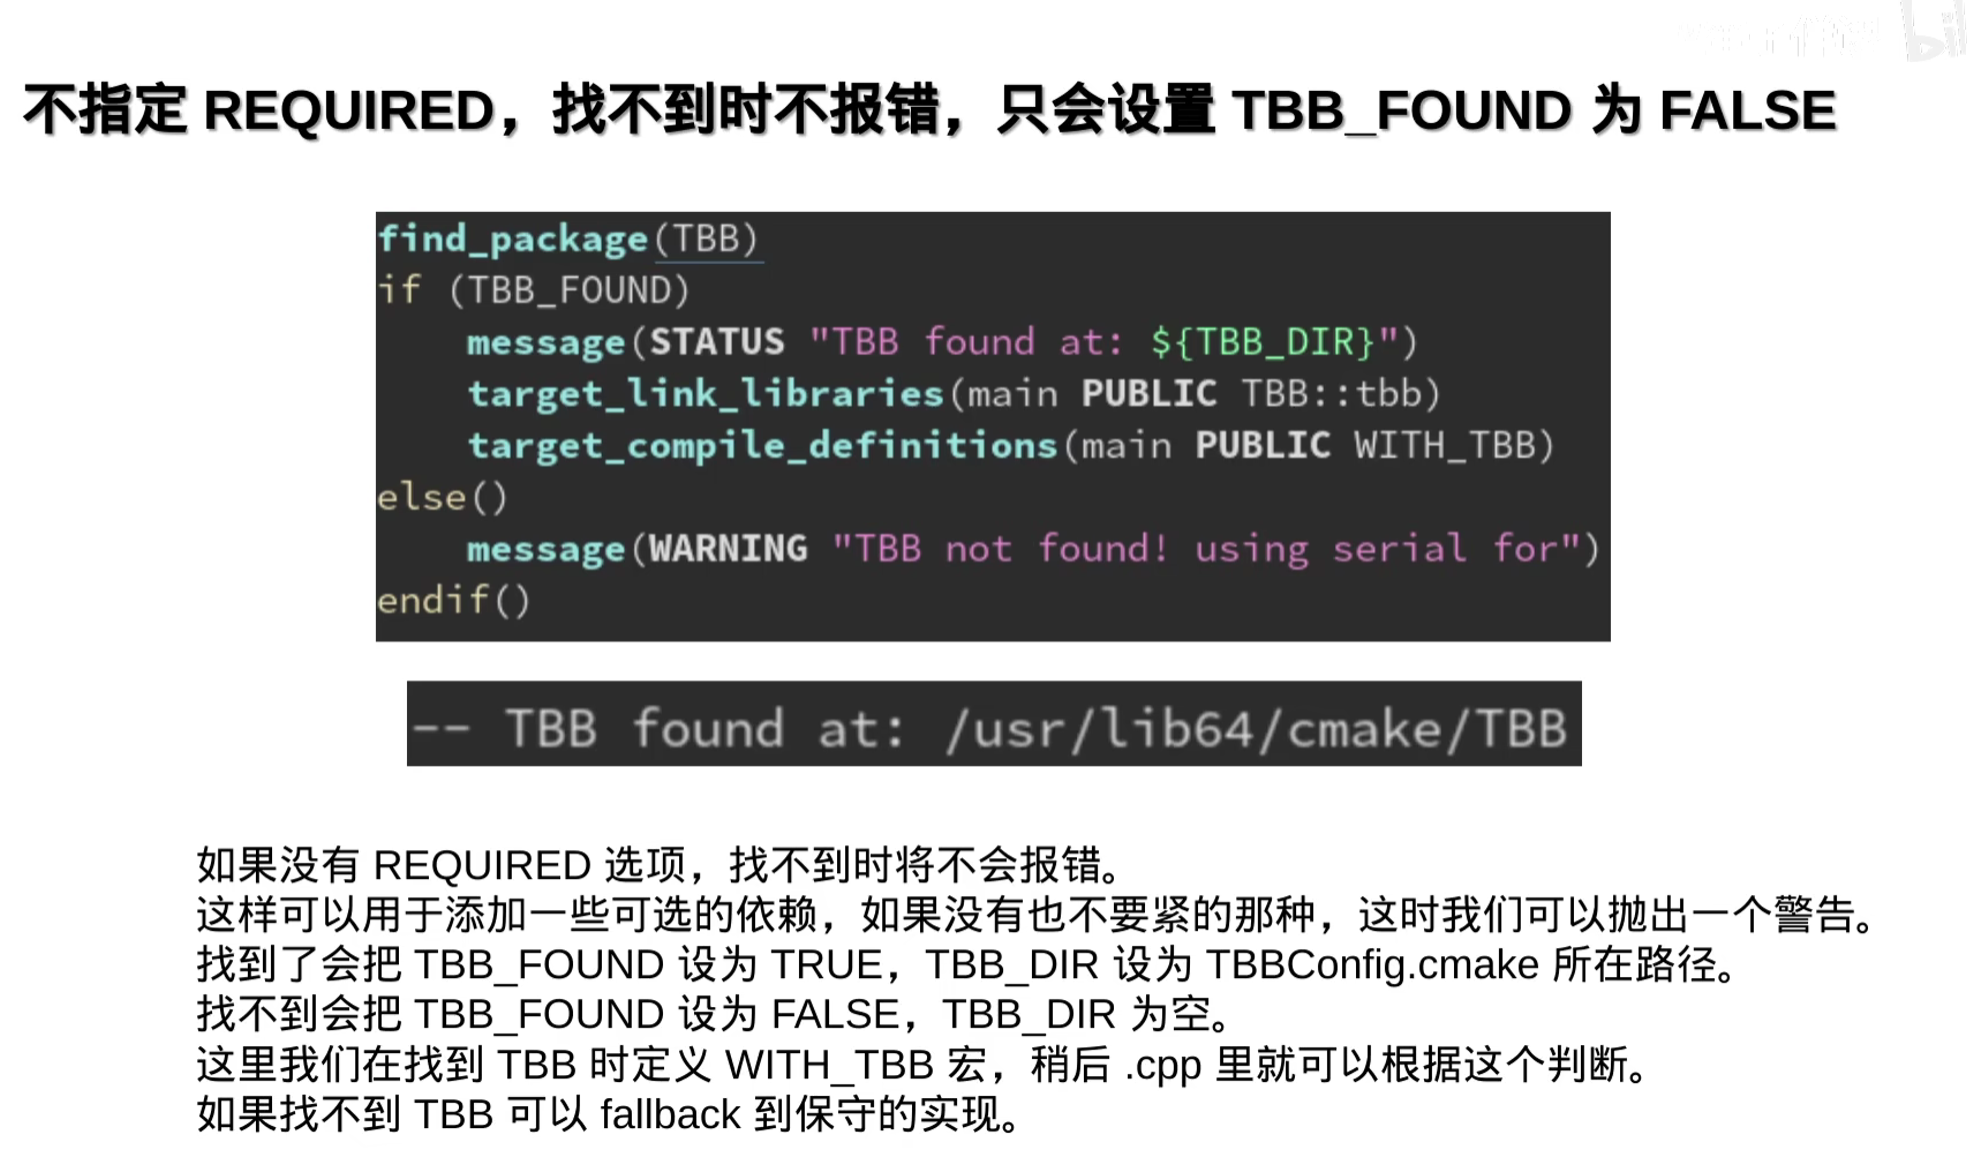 不指定 REQUIRED，找不到时不报错，只会设置 TBB_FOUND 为 FALSE
find_package(TBB)
if (TBB_FOUND)
    message(STATUS "TBB found at: ${TBB_DIR}")
    target_link_libraries(main PUBLIC TBB::tbb)
    target_compile_definitions(main PUBLIC WITH_TBB)
else()
    message(WARNING "TBB not found! using serial for")
endif()
-- TBB found at: /usr/lib64/cmake/TBB
如果没有 REQUIRED 选项，找不到时将不会报错。
这样可以用于添加一些可选的依赖，如果没有也不要紧的那种，这时我们可以抛出一个警告。
找到了会把 TBB_FOUND 设为 TRUE，TBB_DIR 设为 TBBConfig.cmake 所在路径。
找不到会把 TBB_FOUND 设为 FALSE，TBB_DIR 为空。
这里我们在找到 TBB 时定义 WITH_TBB 宏，稍后 .cpp 里就可以根据这个判断。
如果找不到 TBB 可以 fallback 到保守的实现。